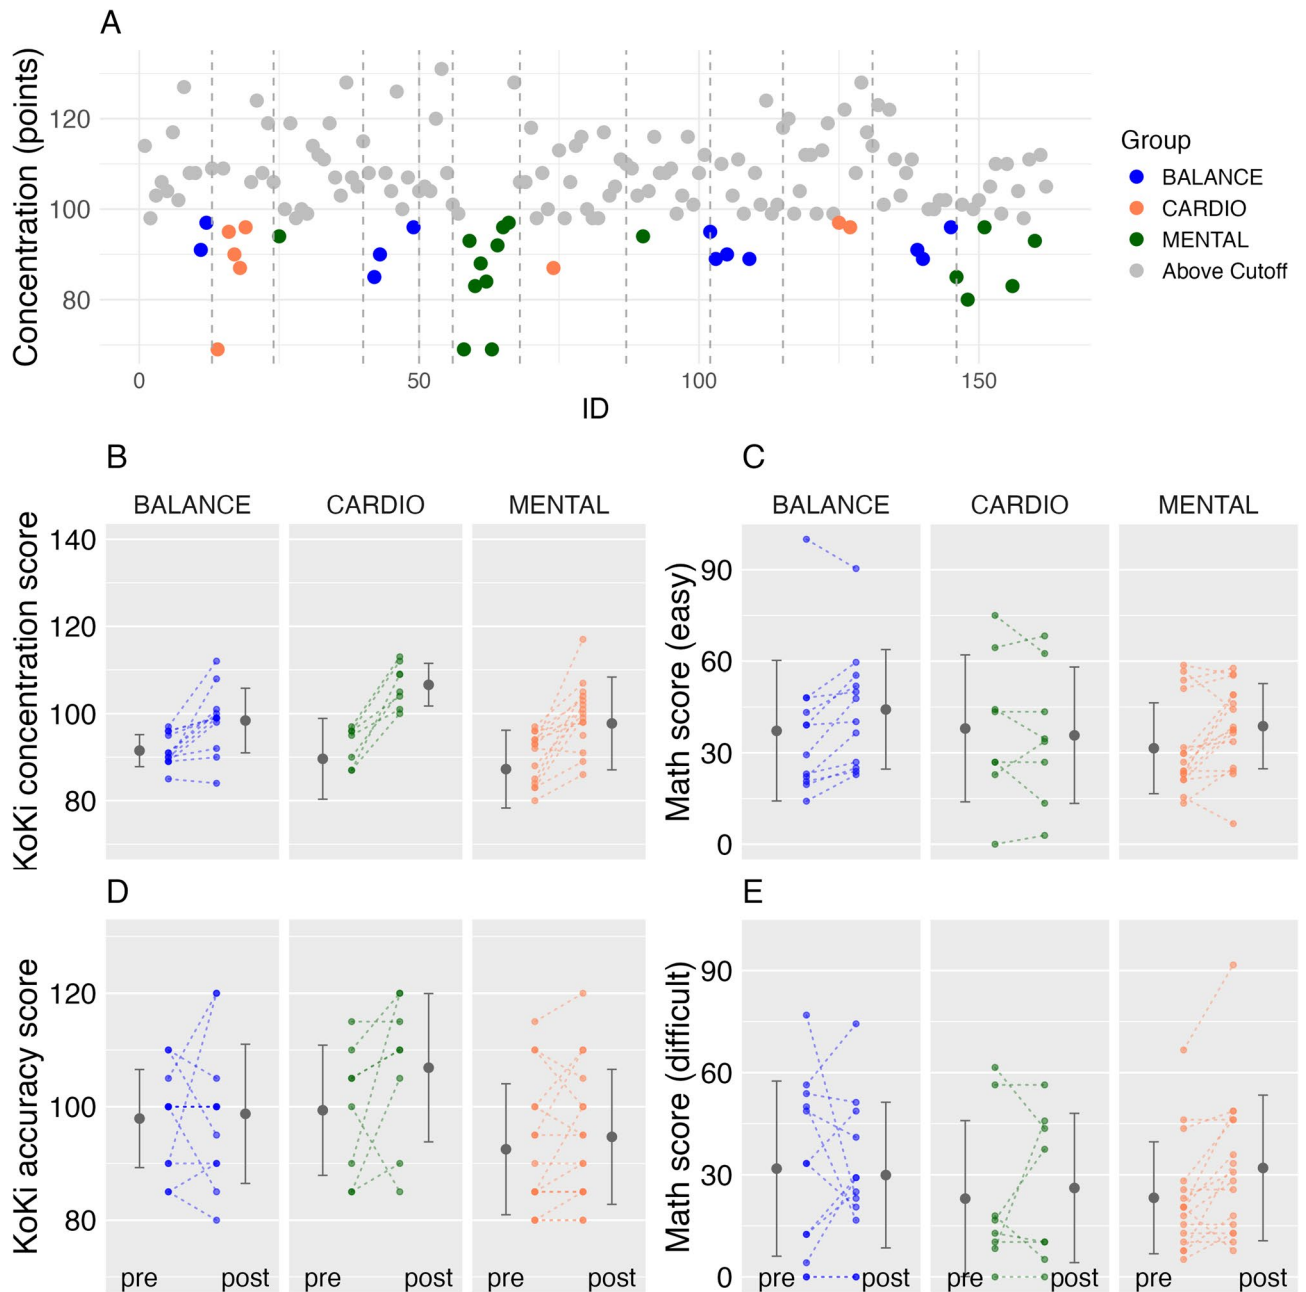 A
Concentration (points)
120
100
80
0
50
100
150
ID
Group
BALANCE
CARDIO
MENTAL
Above Cutoff
B
BALANCE
CARDIO
MENTAL
KoKi concentration score
140
120
100
80
C
BALANCE
CARDIO
MENTAL
Math score (easy)
90
60
30
0
D
KoKi accuracy score
120
100
80
pre
post
pre
post
pre
post
E
Math score (difficult)
90
60
30
0
pre
post
pre
post
pre
post